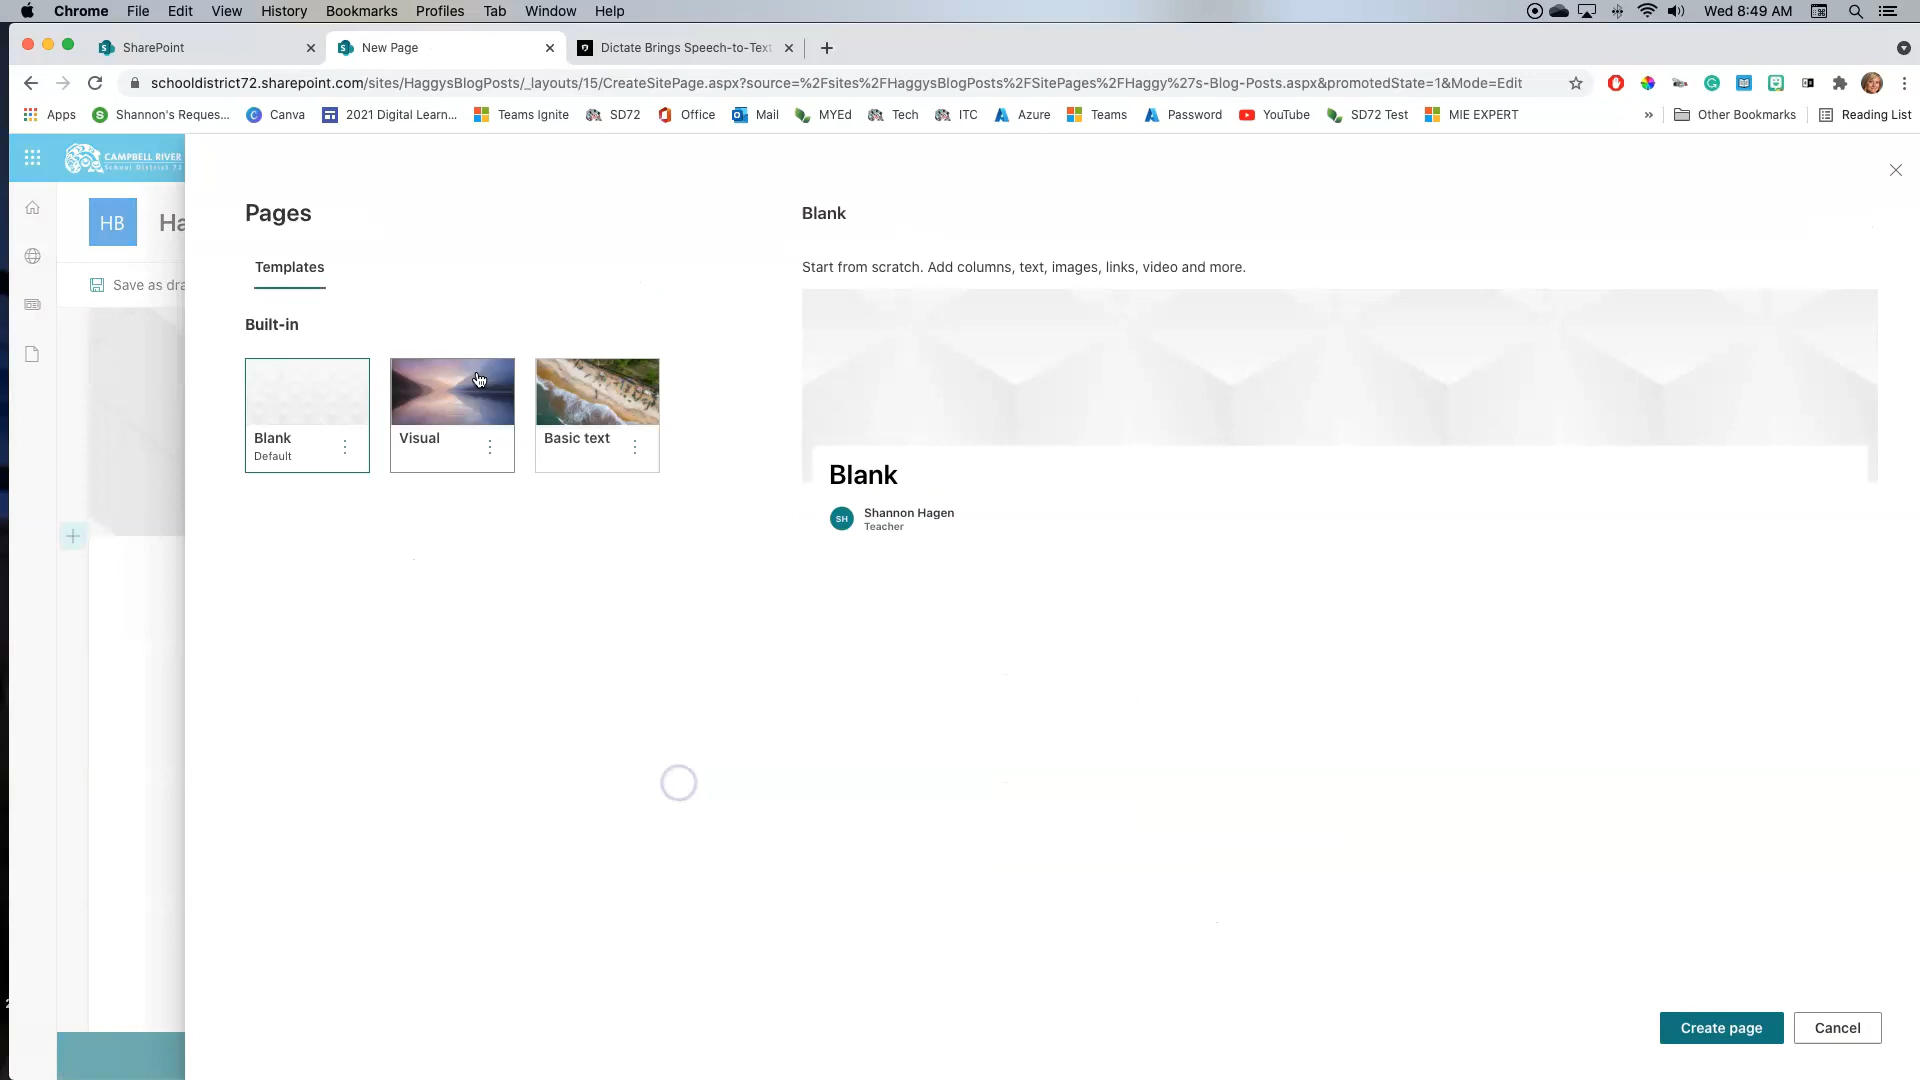 Chrome File Edit View History Bookmarks Profiles Tab Window Help Wed 8:49 AM
SharePoint New Page Dictate Brings Speech-to-Text
schooldistrict72.sharepoint.com/sites/HaggysBlogPosts/_layouts/15/CreateSitePage.aspx?source=%2Fsites%2FHaggysBlogPosts%2FSitePages%2FHaggy%27s-Blog-Posts.aspx&promotedState=1&Mode=Edit
Apps Shannon's Reques... Canva 2021 Digital Learn... Teams Ignite SD72 Office Mail MYEd Tech ITC Azure Teams Password YouTube SD72 Test MIE EXPERT » Other Bookmarks Reading List
CAMPBELL RIVER
School District 72
HB Ha
Save as dra
Pages
Templates
Built-in
Blank
Default
Visual
Basic text
Blank
Start from scratch. Add columns, text, images, links, video and more.
Blank
SH
Shannon Hagen
Teacher
Create page Cancel